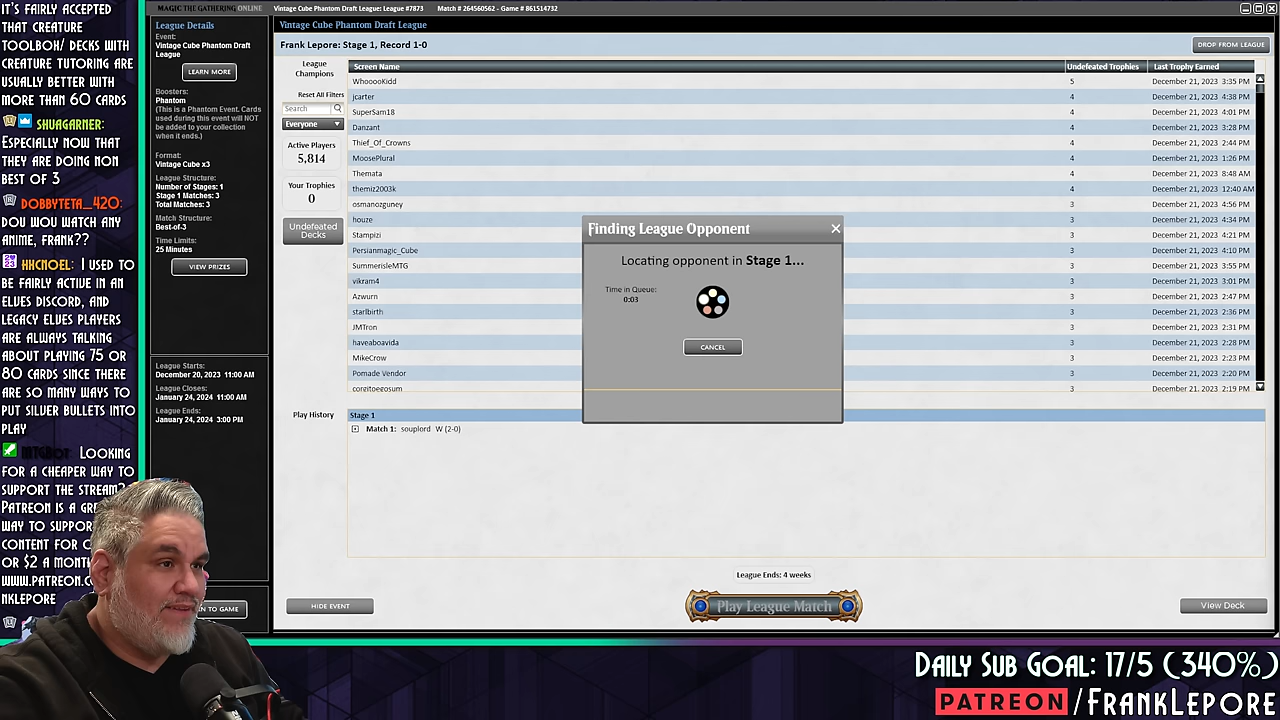 it's fairly accepted
that creature
toolbox/ decks with
creature tutoring are
usually better with
more than 60 cards
shuagarner:
Especially now that
they are doing non
best of 3
dobbyteta_420:
dou wou watch any
anime, frank??
hkcnoel: I used to
be fairly active in an
elves discord, and
legacy elves players
are always talking
about playing 75 or
80 cards since there
are so many ways to
put silver bullets into
play
MTGBot: Looking
for a cheaper way to
support the stream?
Patreon is a
way to suppor
content for
or $2 a mont
www.patreon.
nklepore
MAGIC THE GATHERING ONLINE
Vintage Cube Phantom Draft League: League #7873
Match # 264560562 - Game # 861514732
League Details
Event:
Vintage Cube Phantom Draft
League
LEARN MORE
Boosters:
Phantom
(This is a Phantom Event. Cards
used during this event will NOT
be added to your collection
when it ends.)
Format:
Vintage Cube x3
League Structure:
Number of Stages: 1
Stage 1 Matches: 3
Total Matches: 3
Match Structure:
Best-of-3
Time Limits:
25 Minutes
VIEW PRIZES
League Starts:
December 20, 2023 11:00 AM
League Closes:
January 24, 2024 11:00 AM
League Ends:
January 24, 2024 3:00 PM
N TO GAME
Vintage Cube Phantom Draft League
Frank Lepore: Stage 1, Record 1-0
DROP FROM LEAGUE
League
Champions
Reset All Filters
Search
Everyone
Active Players
5,814
Your Trophies
0
Undefeated
Decks
Screen Name Undefeated Trophies Last Trophy Earned
WhooooKidd 5 December 21, 2023 3:35 PM
jcarter 4 December 21, 2023 4:38 PM
SuperSam18 4 December 21, 2023 4:01 PM
Danzant 4 December 21, 2023 3:28 PM
Thief_Of_Crowns 4 December 21, 2023 2:44 PM
MoosePlural 4 December 21, 2023 1:26 PM
Themata 4 December 21, 2023 8:48 AM
themiz2003k 4 December 21, 2023 12:40 AM
osmanozguney 3 December 21, 2023 4:56 PM
houze 3 December 21, 2023 4:34 PM
Stampizi 3 December 21, 2023 4:21 PM
Persianmagic_Cube 3 December 21, 2023 4:10 PM
SummerisleMTG 3 December 21, 2023 3:55 PM
vikram4 3 December 21, 2023 3:01 PM
Azwurn 3 December 21, 2023 2:47 PM
starlbirth 3 December 21, 2023 2:36 PM
JMTron 3 December 21, 2023 2:31 PM
haveaboavida 3 December 21, 2023 2:28 PM
MikeCrow 3 December 21, 2023 2:23 PM
Pomade Vendor 3 December 21, 2023 2:20 PM
corgitoegosum 3 December 21, 2023 2:19 PM
Finding League Opponent
Locating opponent in Stage 1...
Time in Queue:
0:03
CANCEL
Play History
Stage 1
Match 1: souplord W (2-0)
League Ends: 4 weeks
HIDE EVENT
Play League Match
View Deck
Daily Sub Goal: 17/5 (340%)
PATREON/FrankLepore